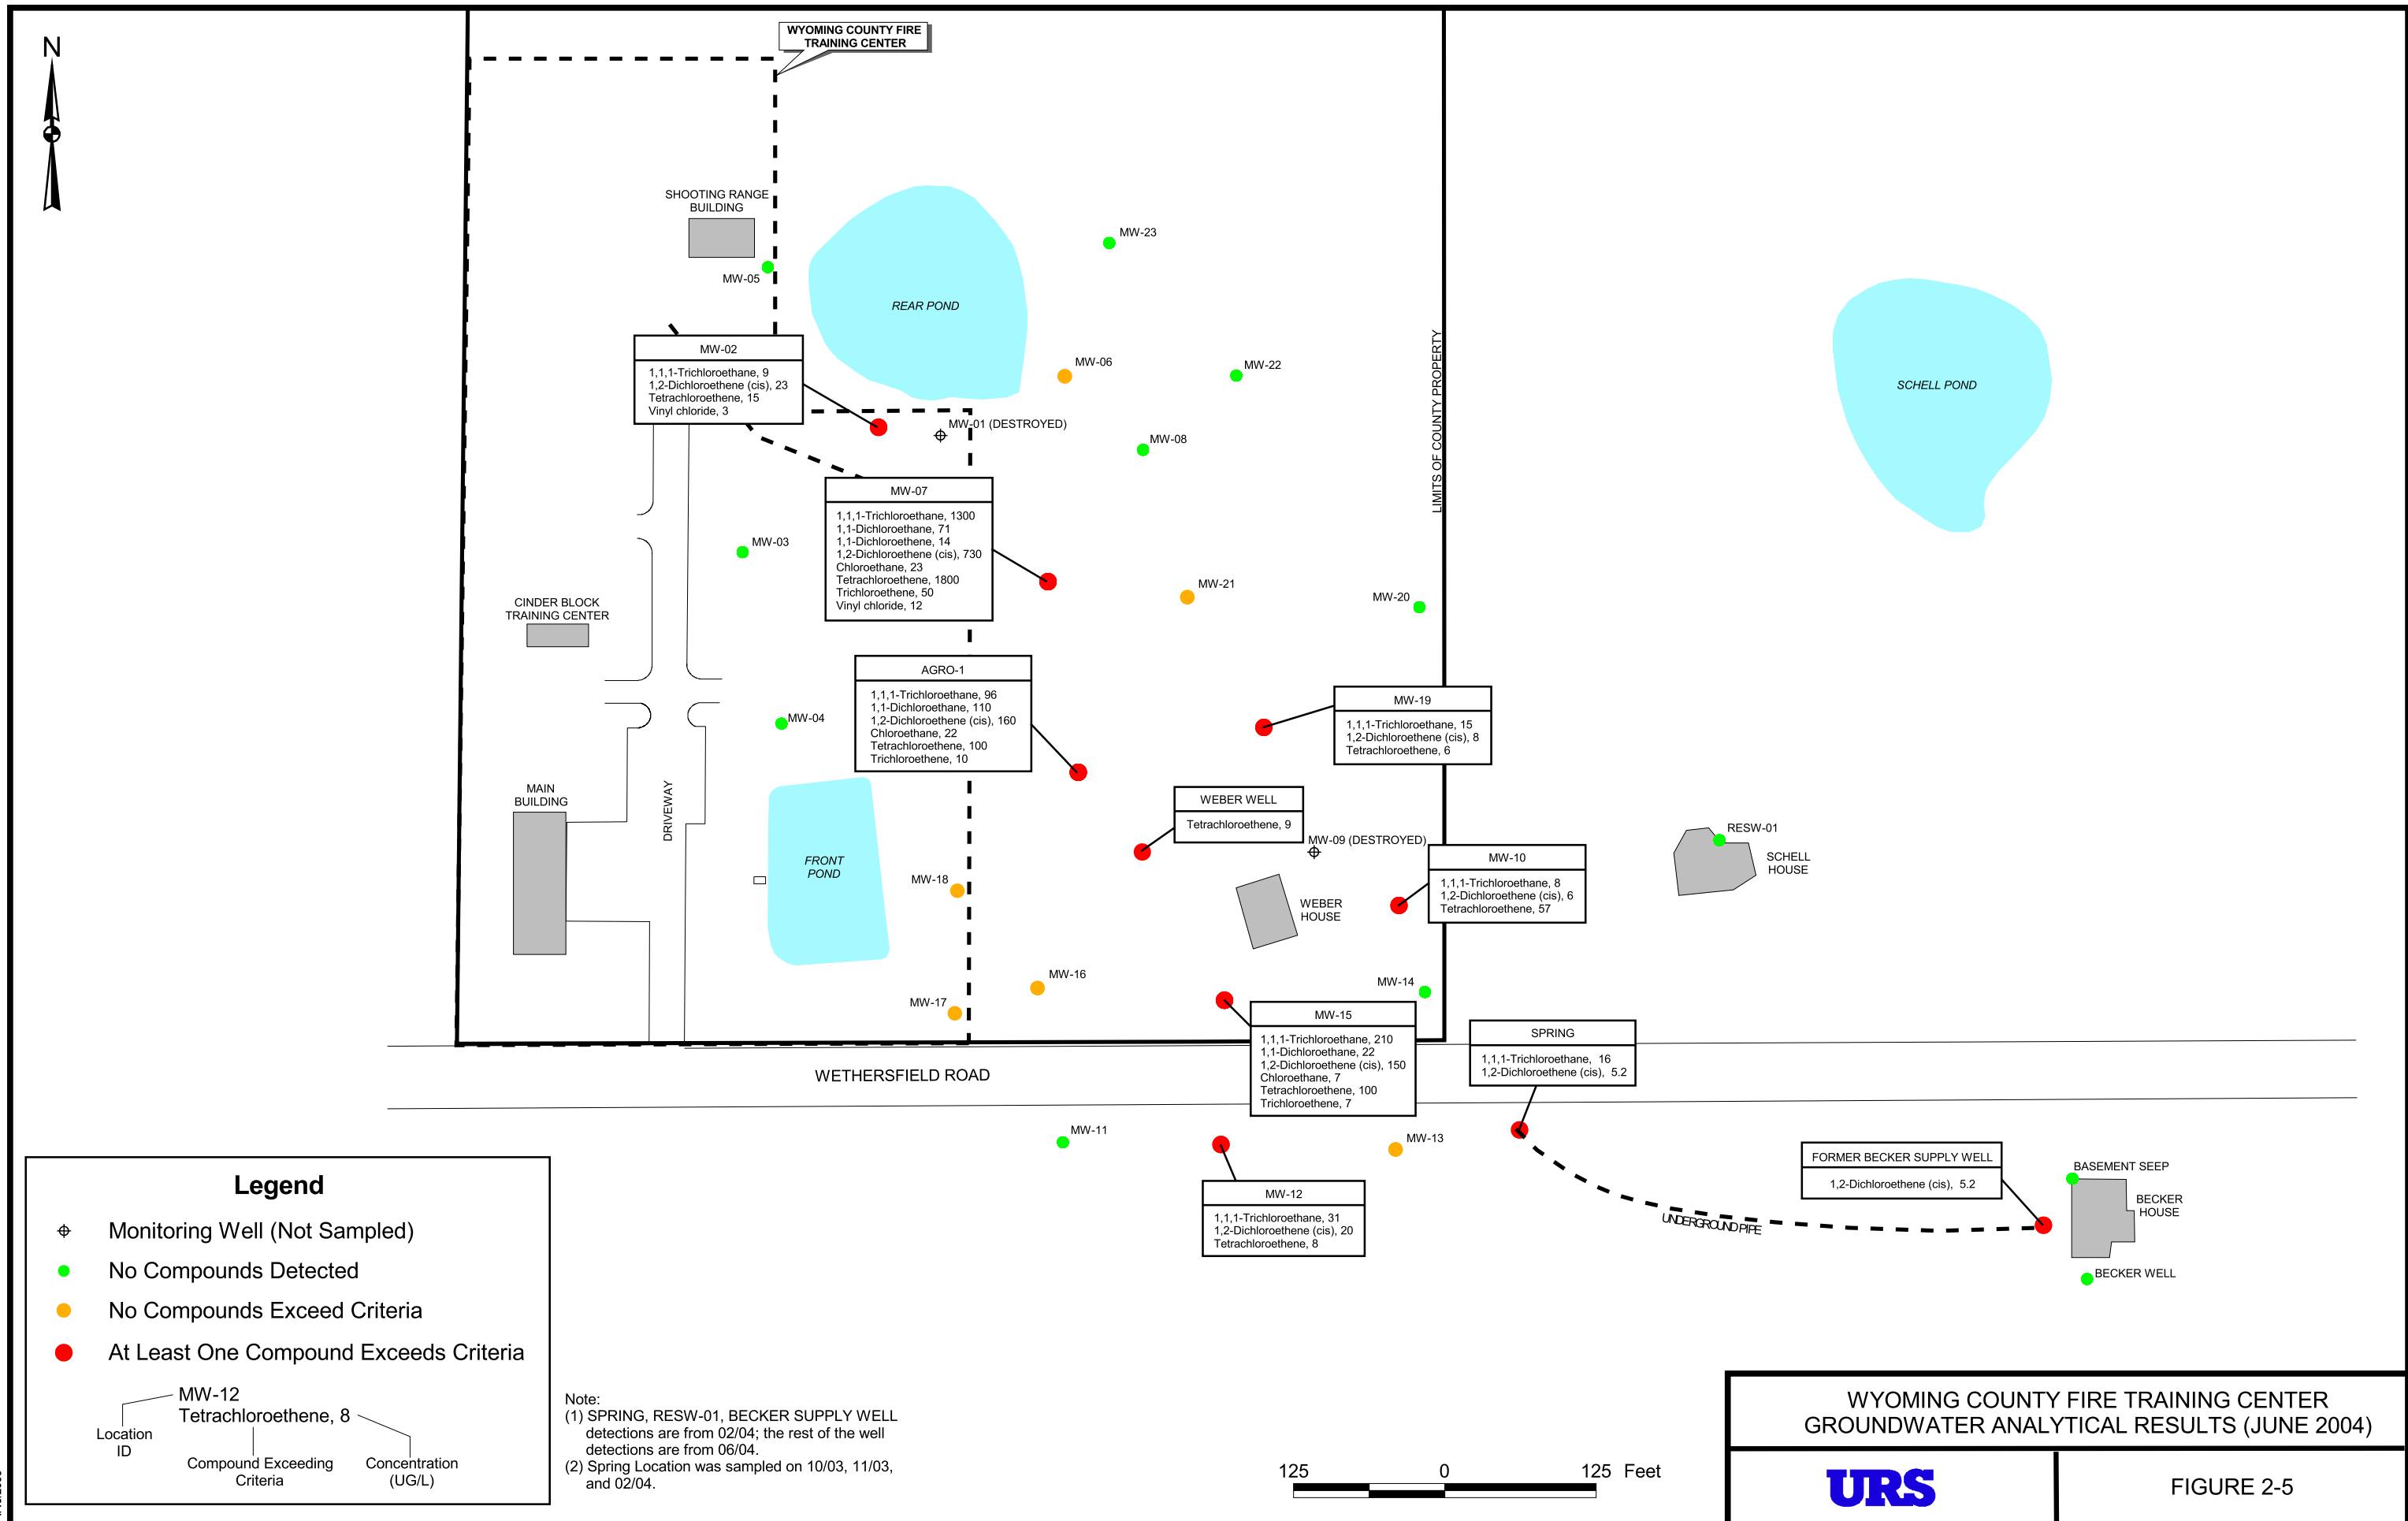 N
WYOMING COUNTY FIRE
TRAINING CENTER
SHOOTING RANGE
BUILDING
MW-05
MW-23
REAR POND
MW-02
1,1,1-Trichloroethane, 9
1,2-Dichloroethene (cis), 23
Tetrachloroethene, 15
Vinyl chloride, 3
MW-06
MW-22
MW-01 (DESTROYED)
MW-08
LIMITS OF COUNTY PROPERTY
SCHELL POND
MW-07
1,1,1-Trichloroethane, 1300
1,1-Dichloroethane, 71
1,1-Dichloroethene, 14
1,2-Dichloroethene (cis), 730
Chloroethane, 23
Tetrachloroethene, 1800
Trichloroethene, 50
Vinyl chloride, 12
MW-03
MW-21
MW-20
CINDER BLOCK
TRAINING CENTER
AGRO-1
1,1,1-Trichloroethane, 96
1,1-Dichloroethane, 110
1,2-Dichloroethene (cis), 160
Chloroethane, 22
Tetrachloroethene, 100
Trichloroethene, 10
MW-04
MW-19
1,1,1-Trichloroethane, 15
1,2-Dichloroethene (cis), 8
Tetrachloroethene, 6
MAIN
BUILDING
DRIVEWAY
FRONT
POND
WEBER WELL
Tetrachloroethene, 9
MW-09 (DESTROYED)
MW-10
1,1,1-Trichloroethane, 8
1,2-Dichloroethene (cis), 6
Tetrachloroethene, 57
RESW-01
SCHELL
HOUSE
MW-18
WEBER
HOUSE
MW-16
MW-17
MW-14
MW-15
1,1,1-Trichloroethane, 210
1,1-Dichloroethane, 22
1,2-Dichloroethene (cis), 150
Chloroethane, 7
Tetrachloroethene, 100
Trichloroethene, 7
SPRING
1,1,1-Trichloroethane, 16
1,2-Dichloroethene (cis), 5.2
WETHERSFIELD ROAD
MW-11
MW-13
MW-12
1,1,1-Trichloroethane, 31
1,2-Dichloroethene (cis), 20
Tetrachloroethene, 8
FORMER BECKER SUPPLY WELL
1,2-Dichloroethene (cis), 5.2
UNDERGROUND PIPE
BASEMENT SEEP
BECKER
HOUSE
BECKER WELL
Legend
Monitoring Well (Not Sampled)
No Compounds Detected
No Compounds Exceed Criteria
At Least One Compound Exceeds Criteria
MW-12
Tetrachloroethene, 8
Location
ID
Compound Exceeding
Criteria
Concentration
(UG/L)
Note:
(1) SPRING, RESW-01, BECKER SUPPLY WELL
detections are from 02/04; the rest of the well
detections are from 06/04.
(2) Spring Location was sampled on 10/03, 11/03,
and 02/04.
125 0 125 Feet
WYOMING COUNTY FIRE TRAINING CENTER
GROUNDWATER ANALYTICAL RESULTS (JUNE 2004)
URS
FIGURE 2-5